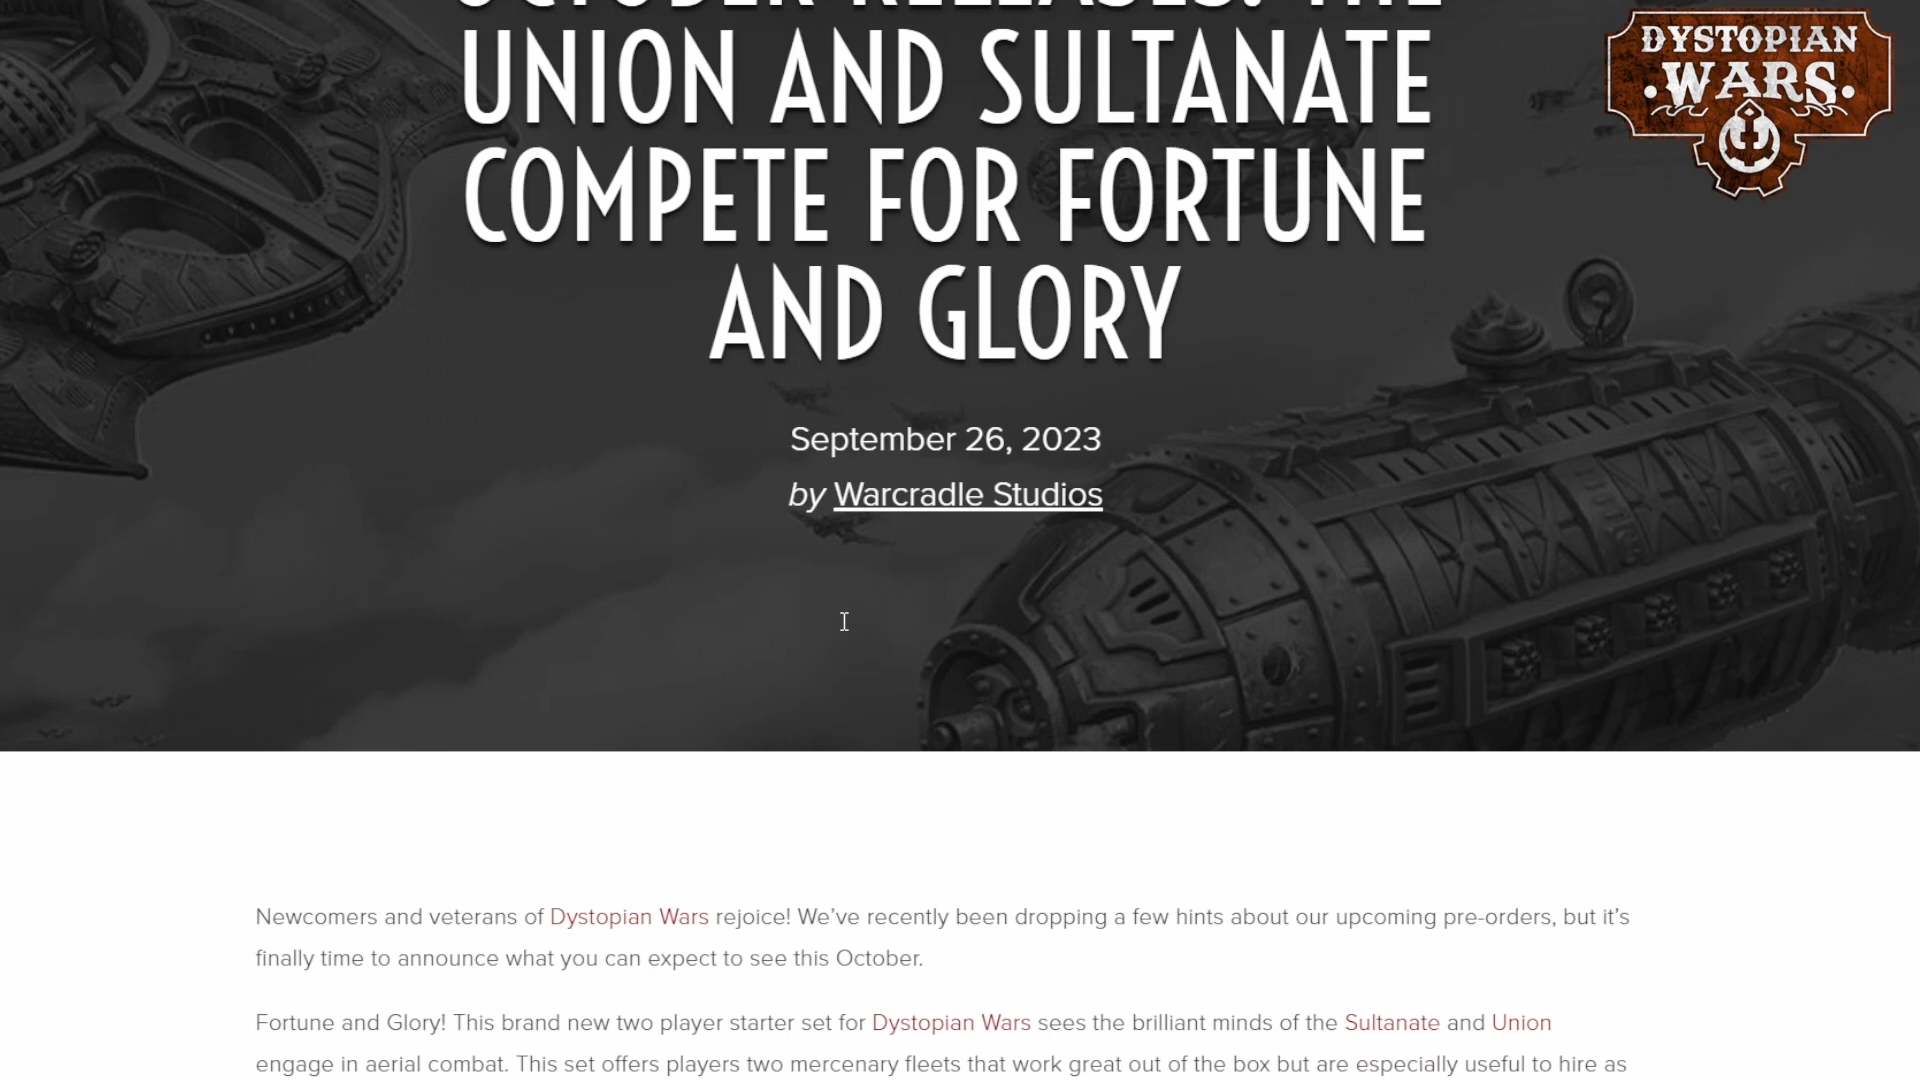 OCTOBER RELEASES: THE
UNION AND SULTANATE
COMPETE FOR FORTUNE
AND GLORY
DYSTOPIAN
WARS
September 26, 2023
by Warcradle Studios
Newcomers and veterans of Dystopian Wars rejoice! We’ve recently been dropping a few hints about our upcoming pre-orders, but it’s
finally time to announce what you can expect to see this October.
Fortune and Glory! This brand new two player starter set for Dystopian Wars sees the brilliant minds of the Sultanate and Union
engage in aerial combat. This set offers players two mercenary fleets that work great out of the box but are especially useful to hire as